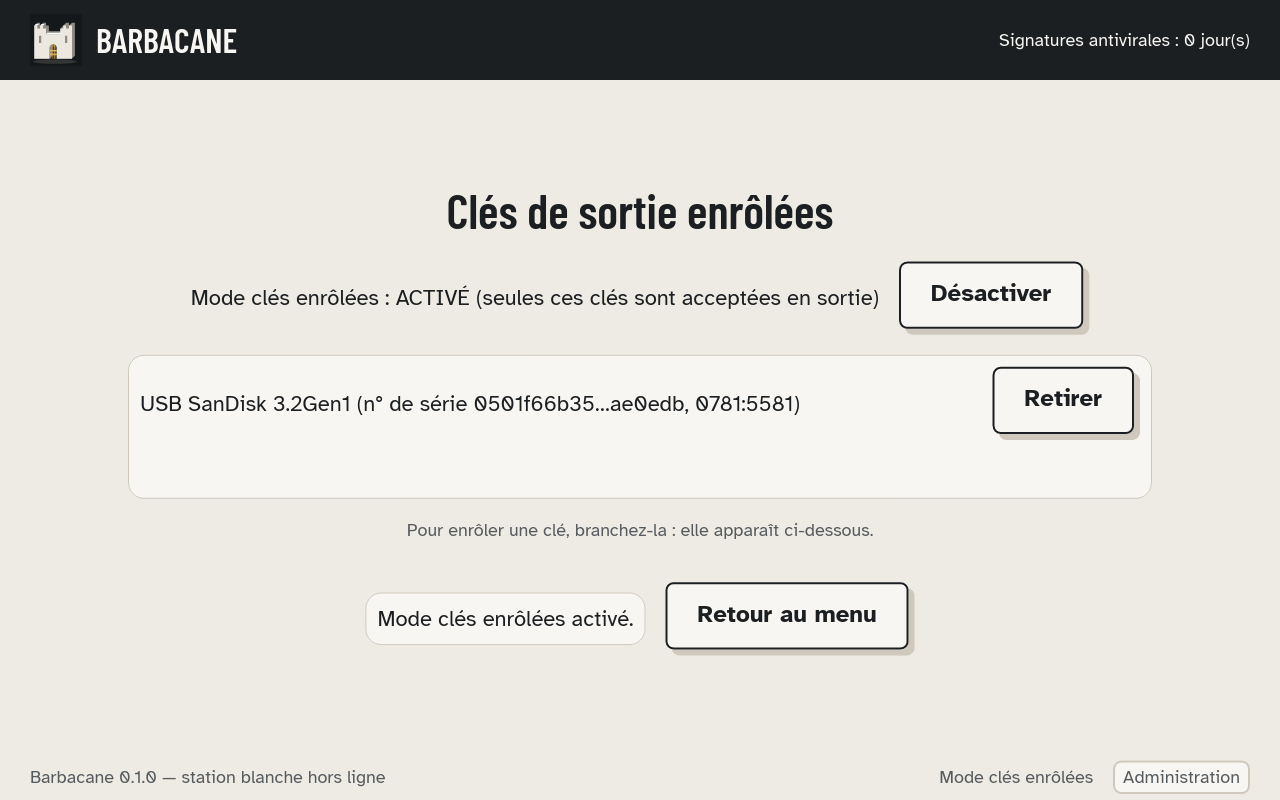 BARBACANE
Signatures antivirales : 0 jour(s)
Clés de sortie enrôlées
Mode clés enrôlées : ACTIVÉ (seules ces clés sont acceptées en sortie)
Désactiver
USB SanDisk 3.2Gen1 (n° de série 0501f66b35...ae0edb, 0781:5581)
Retirer
Pour enrôler une clé, branchez-la : elle apparaît ci-dessous.
Mode clés enrôlées activé.
Retour au menu
Barbacane 0.1.0 — station blanche hors ligne
Mode clés enrôlées
Administration